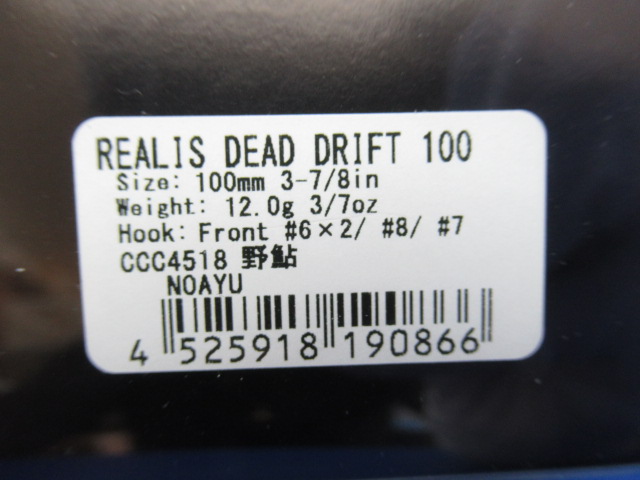 REALIS DEAD DRIFT 100
Size: 100mm 3-7/8in
Weight: 12.0g 3/7oz
Hook: Front #6×2/ #8/ #7
CCC4518 野鮎
NOAYU
4 525918 190866